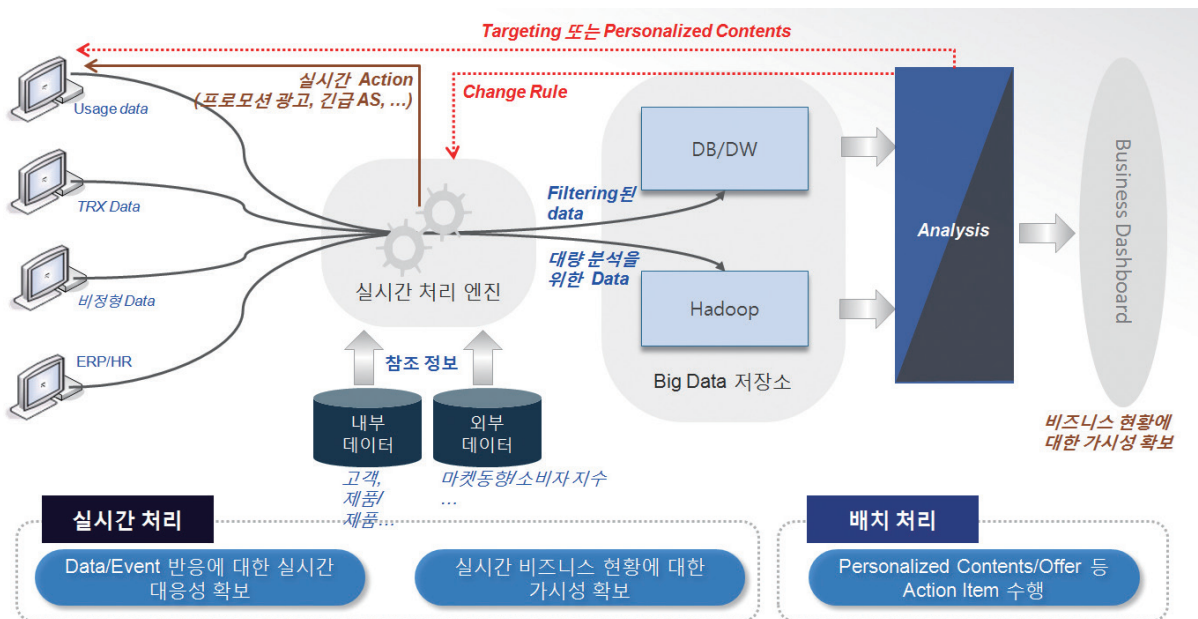 Targeting 또는 Personalized Contents
실시간 Action
(프로모션 광고, 긴급 AS, ...)
Change Rule
Usage data
TRX Data
비정형 Data
ERP/HR
실시간 처리 엔진
Filtering된
data
대량 분석을
위한 Data
DB/DW
Hadoop
Big Data 저장소
Analysis
Business Dashboard
비즈니스 현황에
대한 가시성 확보
참조 정보
내부
데이터
외부
데이터
고객,
제품/
제품...
마켓동향/소비자 지수
...
실시간 처리
Data/Event 반응에 대한 실시간
대응성 확보
실시간 비즈니스 현황에 대한
가시성 확보
배치 처리
Personalized Contents/Offer 등
Action Item 수행